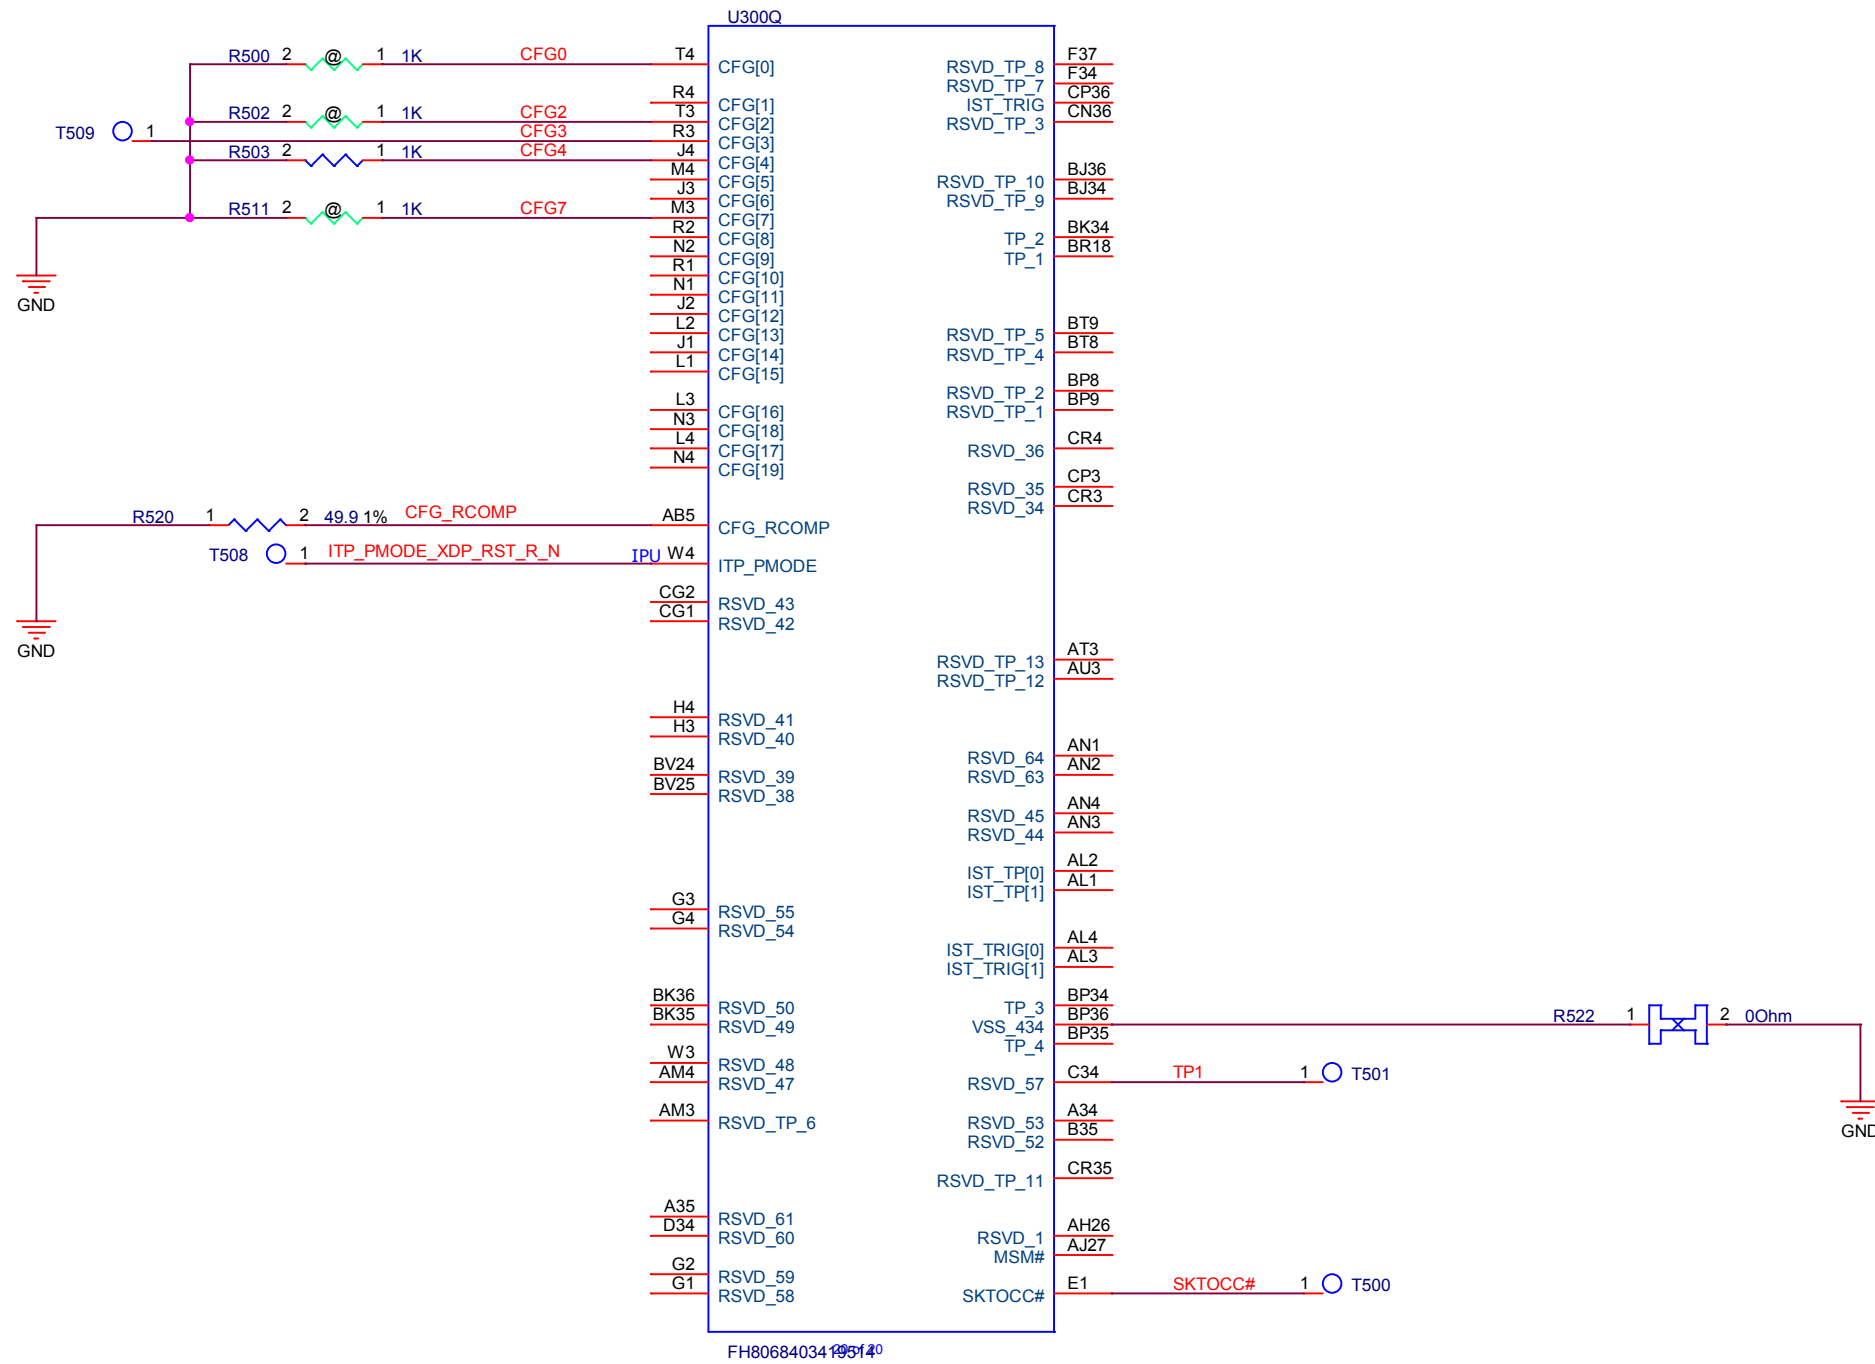 U300Q
R500 2 @ 1 1K CFG0 T4 CFG[0]
R4 CFG[1]
R502 2 @ 1 1K CFG2 T3 CFG[2]
T509 1 CFG3 R3 CFG[3]
R503 2 1 1K CFG4 J4 CFG[4]
M4 CFG[5]
J3 CFG[6]
R511 2 @ 1 1K CFG7 M3 CFG[7]
R2 CFG[8]
N2 CFG[9]
R1 CFG[10]
N1 CFG[11]
J2 CFG[12]
L2 CFG[13]
J1 CFG[14]
L1 CFG[15]
GND
L3 CFG[16]
N3 CFG[18]
L4 CFG[17]
N4 CFG[19]
R520 1 2 49.9 1% CFG_RCOMP AB5 CFG_RCOMP
T508 1 ITP_PMODE_XDP_RST_R_N IPU W4 ITP_PMODE
CG2 RSVD_43
CG1 RSVD_42
GND
H4 RSVD_41
H3 RSVD_40
BV24 RSVD_39
BV25 RSVD_38
G3 RSVD_55
G4 RSVD_54
BK36 RSVD_50
BK35 RSVD_49
W3 RSVD_48
AM4 RSVD_47
AM3 RSVD_TP_6
A35 RSVD_61
D34 RSVD_60
G2 RSVD_59
G1 RSVD_58
RSVD_TP_8 F37
RSVD_TP_7 F34
IST_TRIG CP36
RSVD_TP_3 CN36
RSVD_TP_10 BJ36
RSVD_TP_9 BJ34
TP_2 BK34
TP_1 BR18
RSVD_TP_5 BT9
RSVD_TP_4 BT8
RSVD_TP_2 BP8
RSVD_TP_1 BP9
RSVD_36 CR4
RSVD_35 CP3
RSVD_34 CR3
RSVD_TP_13 AT3
RSVD_TP_12 AU3
RSVD_64 AN1
RSVD_63 AN2
RSVD_45 AN4
RSVD_44 AN3
IST_TP[0] AL2
IST_TP[1] AL1
IST_TRIG[0] AL4
IST_TRIG[1] AL3
TP_3 BP34
VSS_434 BP36 R522 1 2 0Ohm
TP_4 BP35
RSVD_57 C34 TP1 1 T501
RSVD_53 A34
RSVD_52 B35
GND
RSVD_TP_11 CR35
RSVD_1 AH26
MSM# AJ27
SKTOCC# E1 SKTOCC# 1 T500
FH8068403419514
20 of 20